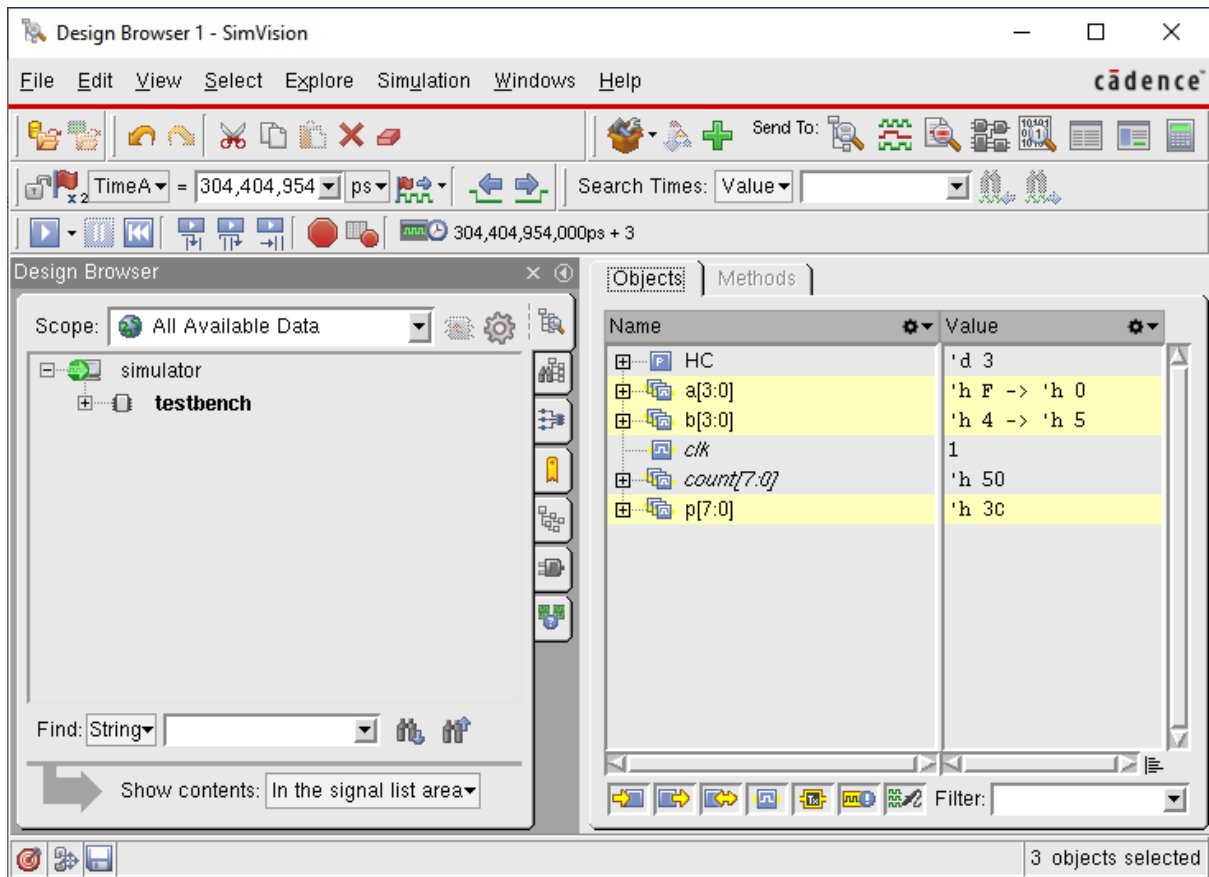 Design Browser 1 - SimVision
File Edit View Select Explore Simulation Windows Help cādence
Send To:
x2 TimeA = 304,404,954 ps Search Times: Value
304,404,954,000ps + 3
Design Browser
Objects Methods
Scope: All Available Data
Name Value
simulator
testbench
P HC 'd 3
a[3:0] 'h F -> 'h 0
b[3:0] 'h 4 -> 'h 5
clk 1
count[7:0] 'h 50
p[7:0] 'h 3C
Find: String
Show contents: In the signal list area
Filter:
3 objects selected